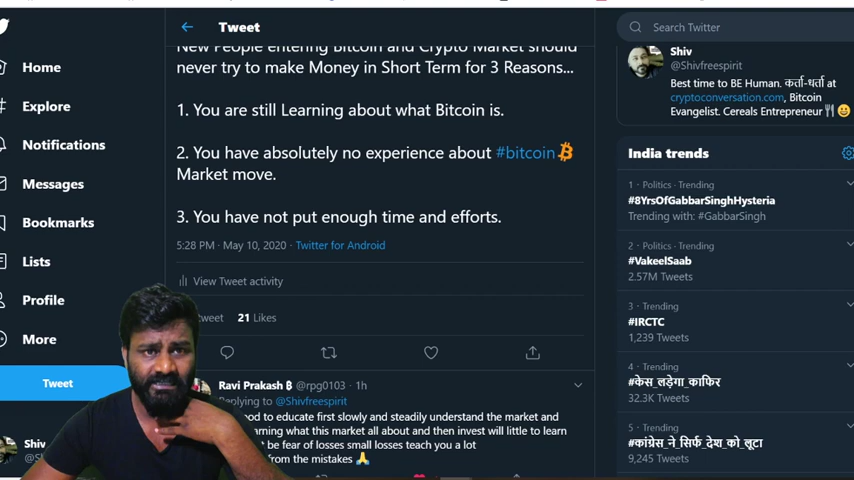 Tweet
Search Twitter
Home
Explore
Notifications
Messages
Bookmarks
Lists
Profile
More
Tweet
Shiv
New People entering Bitcoin and Crypto Market should
never try to make Money in Short Term for 3 Reasons...
1. You are still Learning about what Bitcoin is.
2. You have absolutely no experience about #bitcoin
Market move.
3. You have not put enough time and efforts.
5:28 PM · May 10, 2020 · Twitter for Android
View Tweet activity
21 Likes
Ravi Prakash ₿ @rpg0103 · 1h
Replying to @Shivfreespirit
to educate first slowly and steadily understand the market and
what this market all about and then invest will little to learn
be fear of losses small losses teach you a lot
from the mistakes
Shiv
@Shivfreespirit
Best time to BE Human. कर्ता-धर्ता at
cryptoconversation.com, Bitcoin
Evangelist. Cereals Entrepreneur
India trends
1 · Politics · Trending
#8YrsOfGabbarSinghHysteria
Trending with: #GabbarSingh
2 · Politics · Trending
#VakeelSaab
2.57M Tweets
3 · Trending
#IRCTC
1,239 Tweets
4 · Trending
#केस_लड़ेगा_काफिर
32.3K Tweets
5 · Trending
#कांग्रेस_ने_सिर्फ_देश_को_लूटा
9,245 Tweets